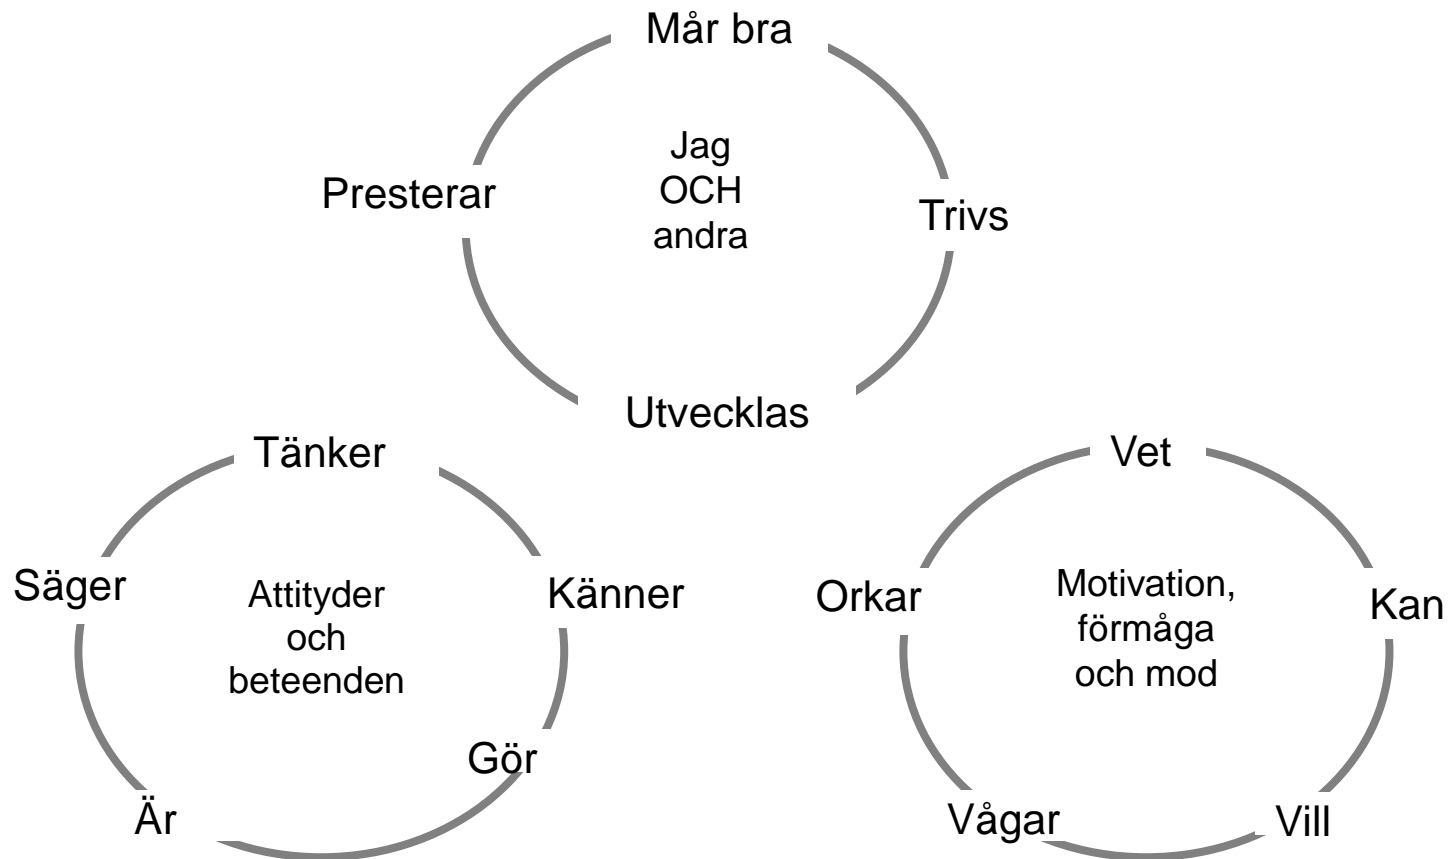 Mår bra
Jag
OCH
andra
Presterar
Trivs
Utvecklas
Tänker
Säger
Attityder
och
beteenden
Känner
Gör
Är
Vet
Orkar
Motivation,
förmåga
och mod
Kan
Vågar
Vill